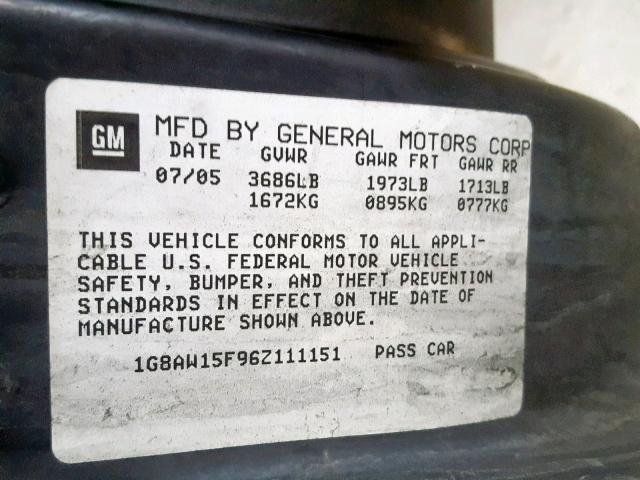 GM MFD BY GENERAL MOTORS CORP
DATE GVWR GAWR FRT GAWR RR
07/05 3686LB 1973LB 1713LB
1672KG 0895KG 0777KG
THIS VEHICLE CONFORMS TO ALL APPLI-
CABLE U.S. FEDERAL MOTOR VEHICLE
SAFETY, BUMPER, AND THEFT PREVENTION
STANDARDS IN EFFECT ON THE DATE OF
MANUFACTURE SHOWN ABOVE.
1G8AW15F96Z111151 PASS CAR